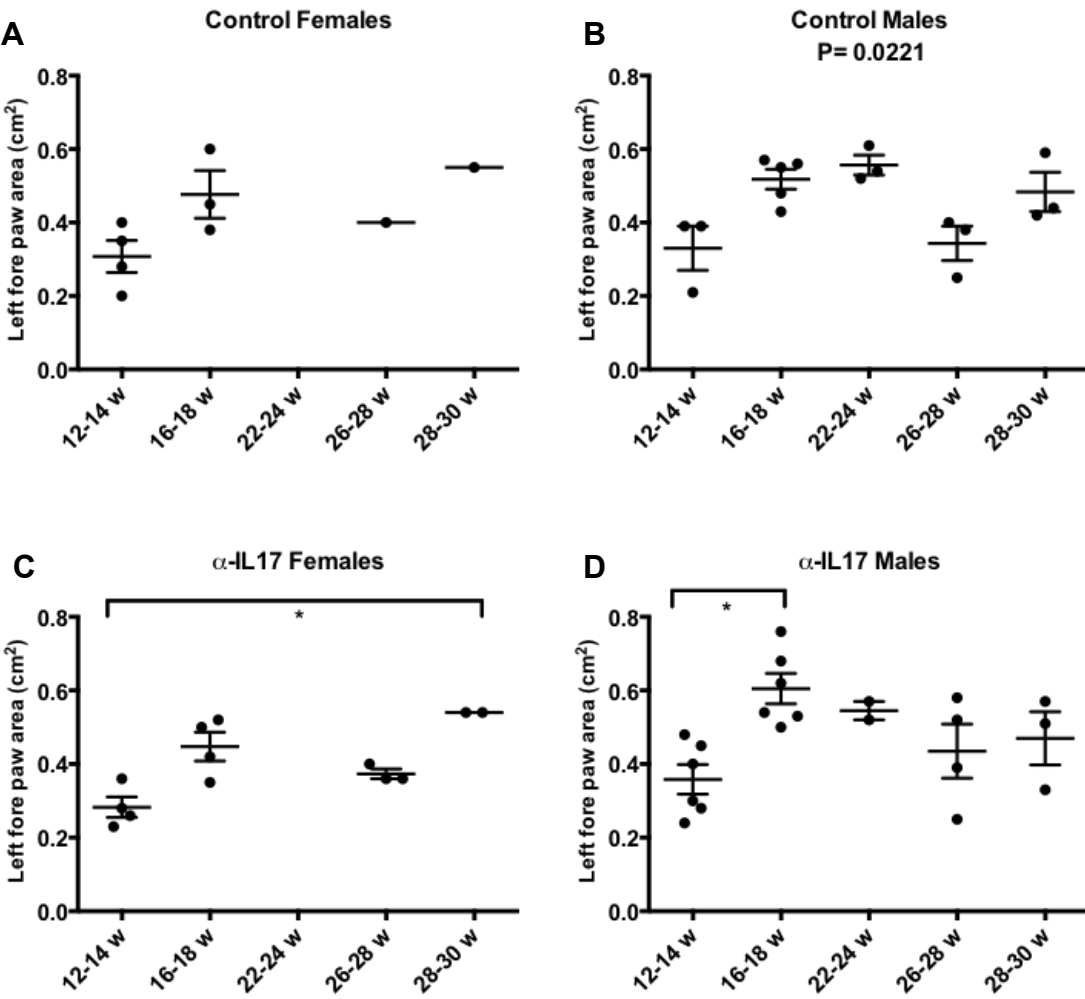 A
Control Females
Left fore paw area (cm²)
0.8
0.6
0.4
0.2
0.0
12-14 w
16-18 w
22-24 w
26-28 w
28-30 w
B
Control Males
P= 0.0221
Left fore paw area (cm²)
0.8
0.6
0.4
0.2
0.0
12-14 w
16-18 w
22-24 w
26-28 w
28-30 w
C
α-IL17 Females
*
Left fore paw area (cm²)
0.8
0.6
0.4
0.2
0.0
12-14 w
16-18 w
22-24 w
26-28 w
28-30 w
D
α-IL17 Males
*
Left fore paw area (cm²)
0.8
0.6
0.4
0.2
0.0
12-14 w
16-18 w
22-24 w
26-28 w
28-30 w